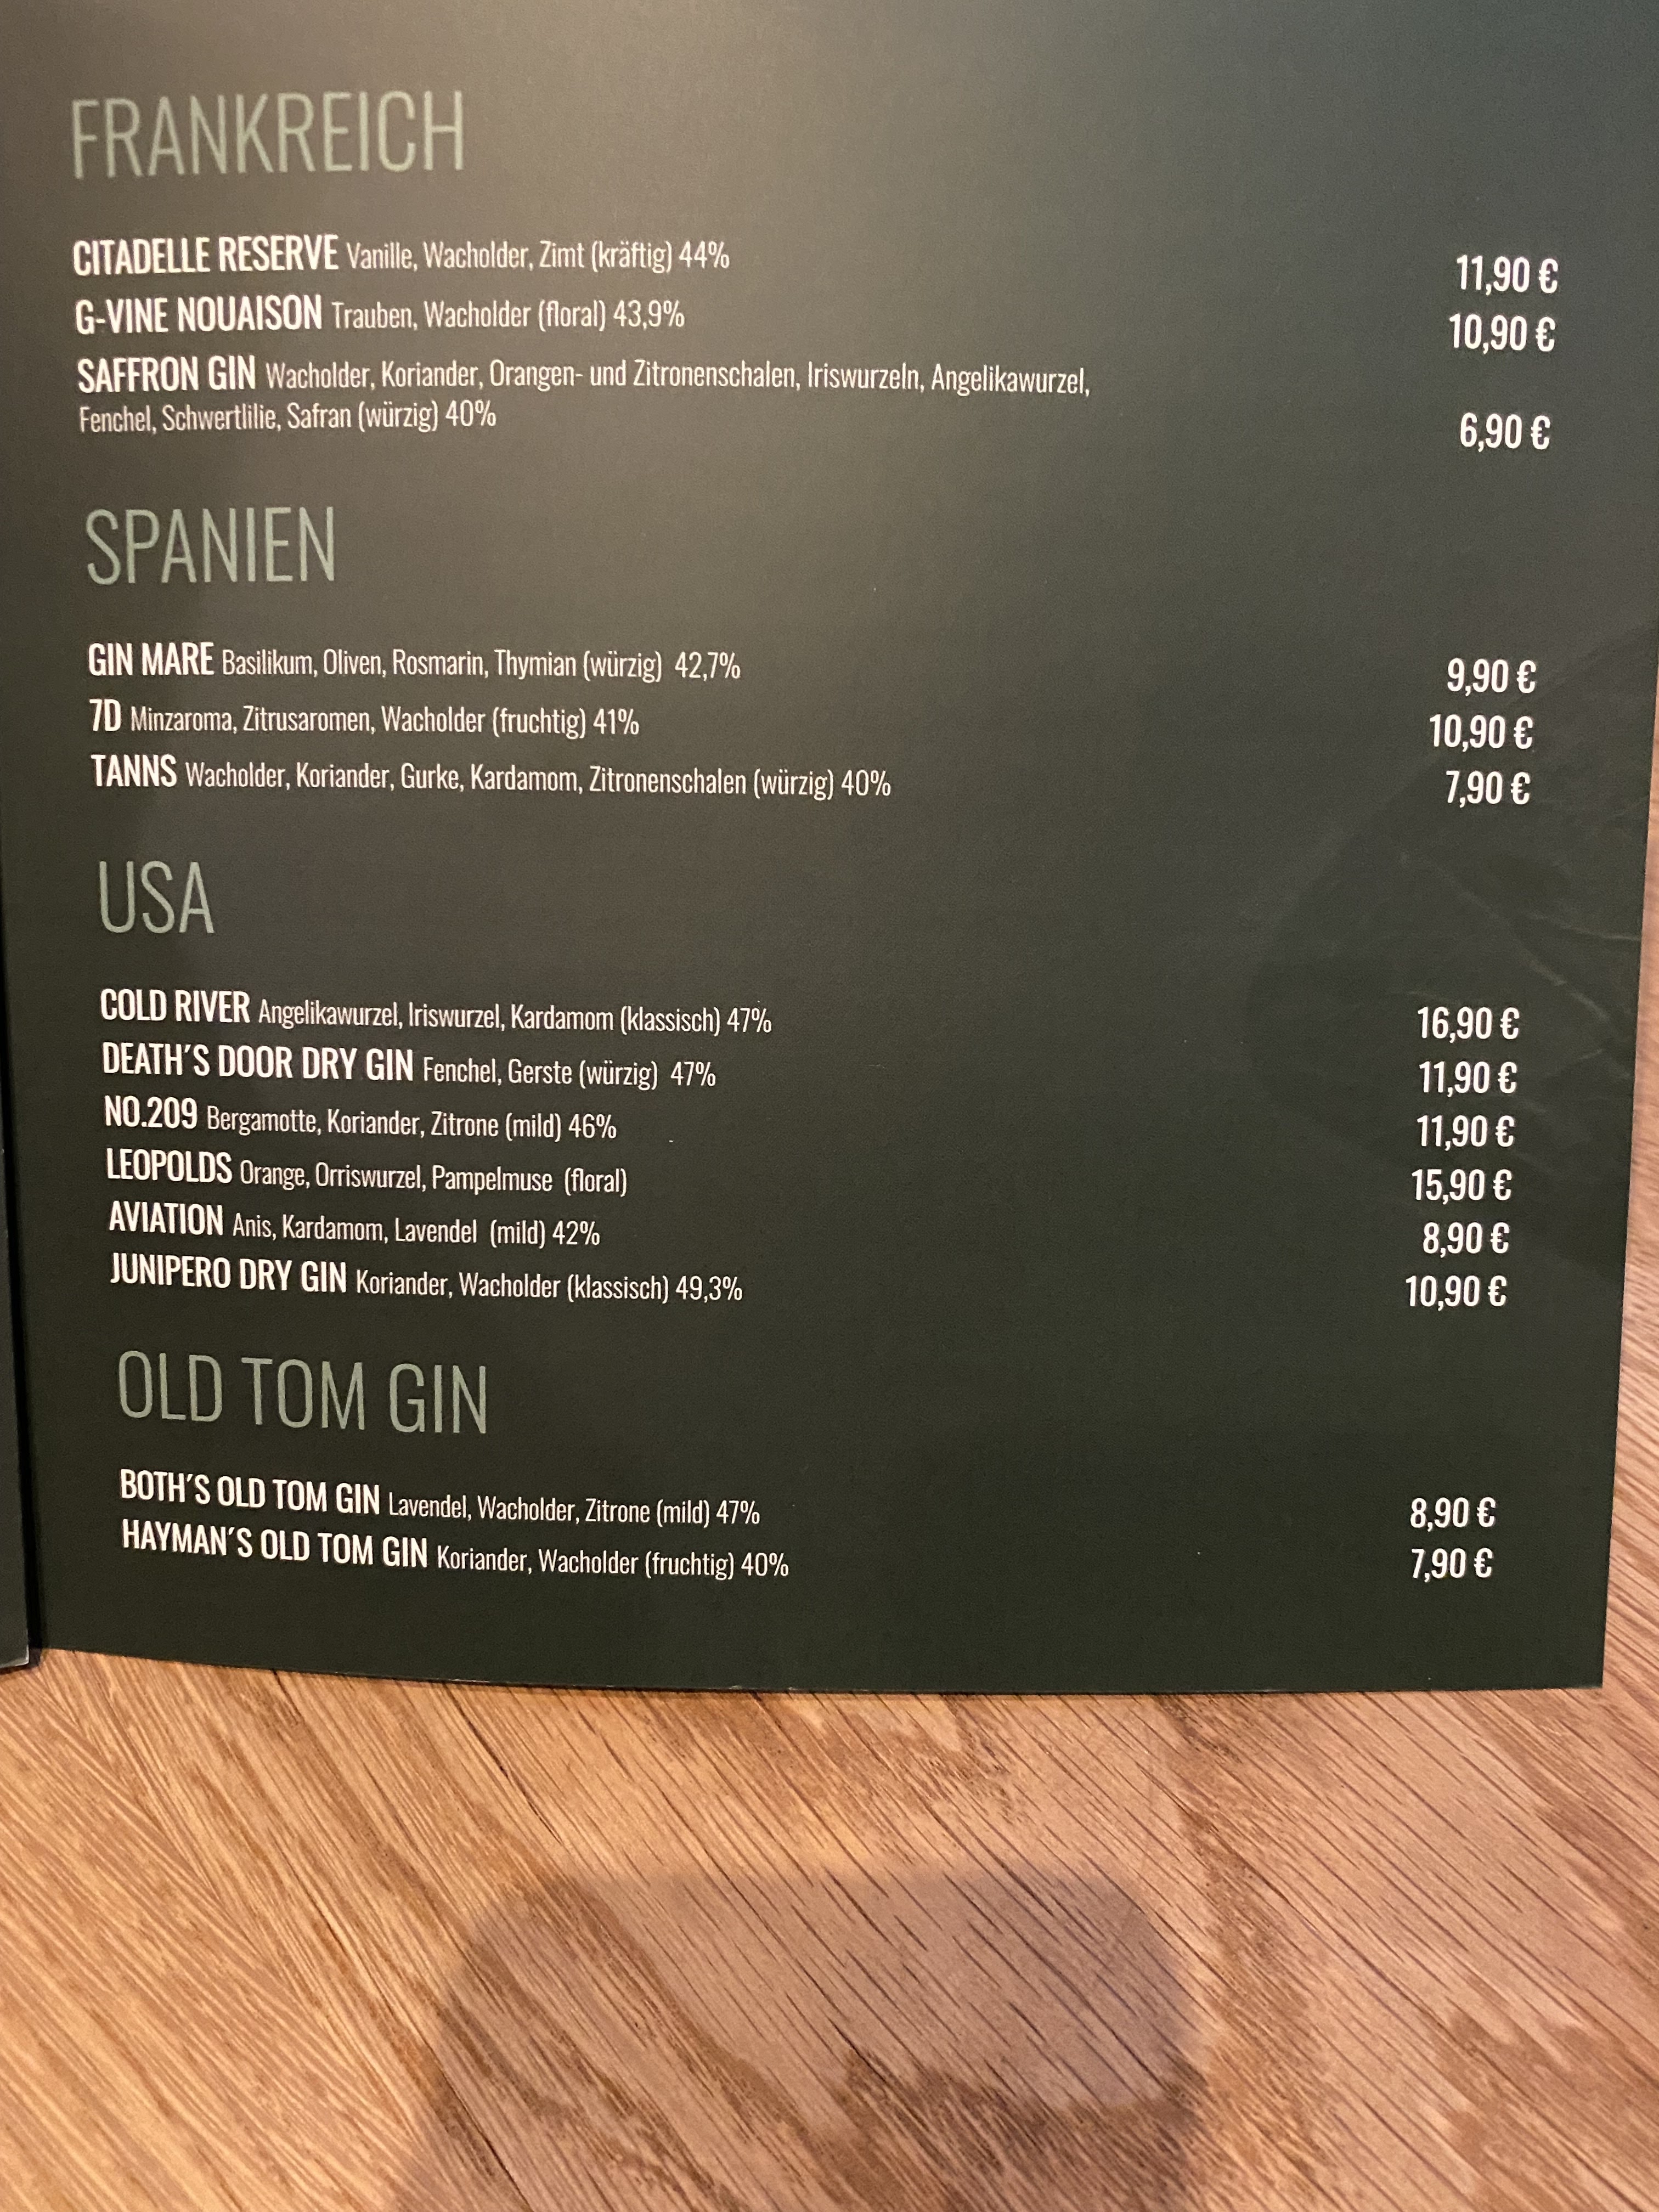 FRANKREICH
CITADELLE RESERVE Vanille, Wacholder, Zimt (kräftig) 44% 11,90 €
G-VINE NOUAISON Trauben, Wacholder (floral) 43,9% 10,90 €
SAFFRON GIN Wacholder, Koriander, Orangen- und Zitronenschalen, Iriswurzeln, Angelikawurzel,
Fenchel, Schwertlilie, Safran (würzig) 40% 6,90 €
SPANIEN
GIN MARE Basilikum, Oliven, Rosmarin, Thymian (würzig) 42,7% 9,90 €
7D Minzaroma, Zitrusaromen, Wacholder (fruchtig) 41% 10,90 €
TANNS Wacholder, Koriander, Gurke, Kardamom, Zitronenschalen (würzig) 40% 7,90 €
USA
COLD RIVER Angelikawurzel, Iriswurzel, Kardamom (klassisch) 47% 16,90 €
DEATH´S DOOR DRY GIN Fenchel, Gerste (würzig) 47% 11,90 €
NO.209 Bergamotte, Koriander, Zitrone (mild) 46% 11,90 €
LEOPOLDS Orange, Orriswurzel, Pampelmuse (floral) 15,90 €
AVIATION Anis, Kardamom, Lavendel (mild) 42% 8,90 €
JUNIPERO DRY GIN Koriander, Wacholder (klassisch) 49,3% 10,90 €
OLD TOM GIN
BOTH´S OLD TOM GIN Lavendel, Wacholder, Zitrone (mild) 47% 8,90 €
HAYMAN´S OLD TOM GIN Koriander, Wacholder (fruchtig) 40% 7,90 €